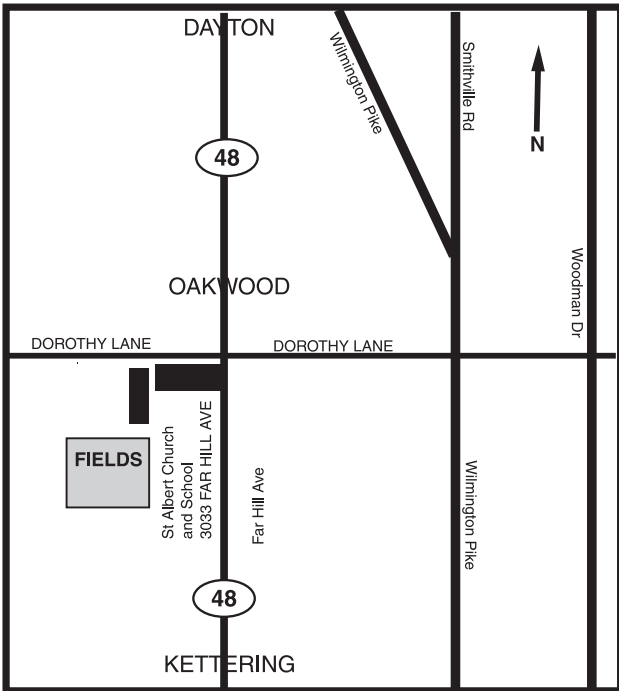 DAYTON
Wilmington Pike
Smithville Rd
48
N
OAKWOOD
Woodman Dr
DOROTHY LANE
DOROTHY LANE
FIELDS
St Albert Church
and School
3033 FAR HILL AVE
Far Hill Ave
Wilmington Pike
48
KETTERING